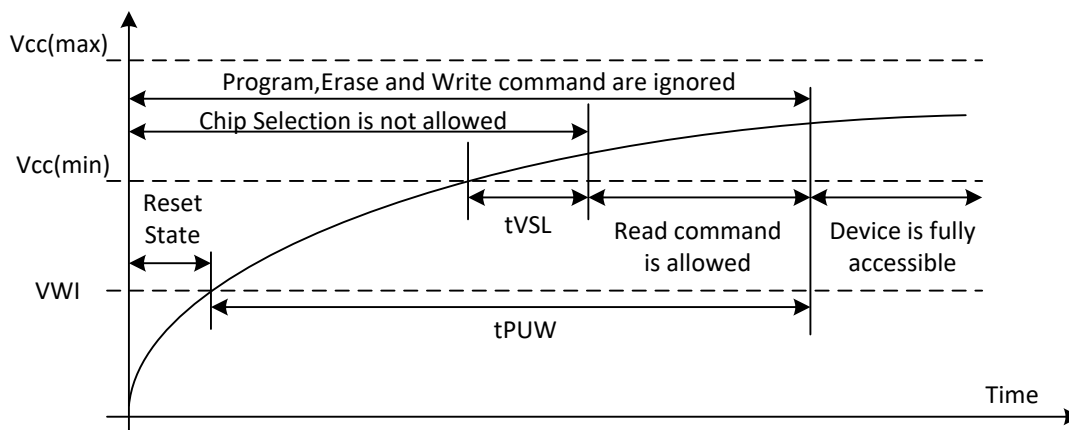 Vcc(max)
Program,Erase and Write command are ignored
Chip Selection is not allowed
Vcc(min)
Reset
State
tVSL
Read command
is allowed
Device is fully
accessible
VWI
tPUW
Time